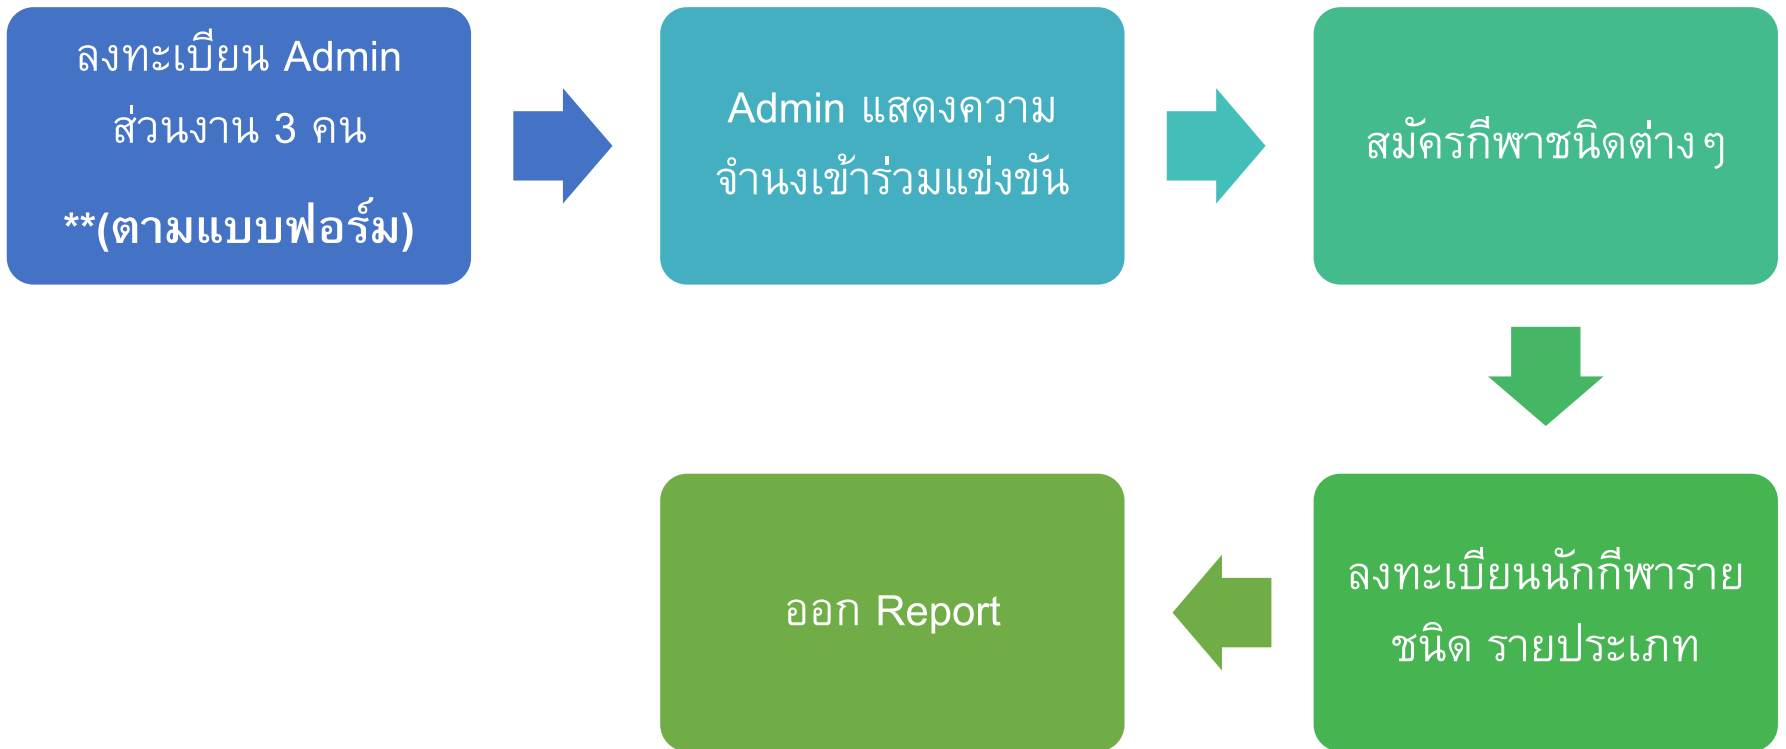 ลงทะเบียน Admin
ส่วนงาน 3 คน
**(ตามแบบฟอร์ม)
Admin แสดงความ
จำนงเข้าร่วมแข่งขัน
สมัครกีฬาชนิดต่างๆ
ลงทะเบียนนักกีฬาราย
ชนิด รายประเภท
ออก Report